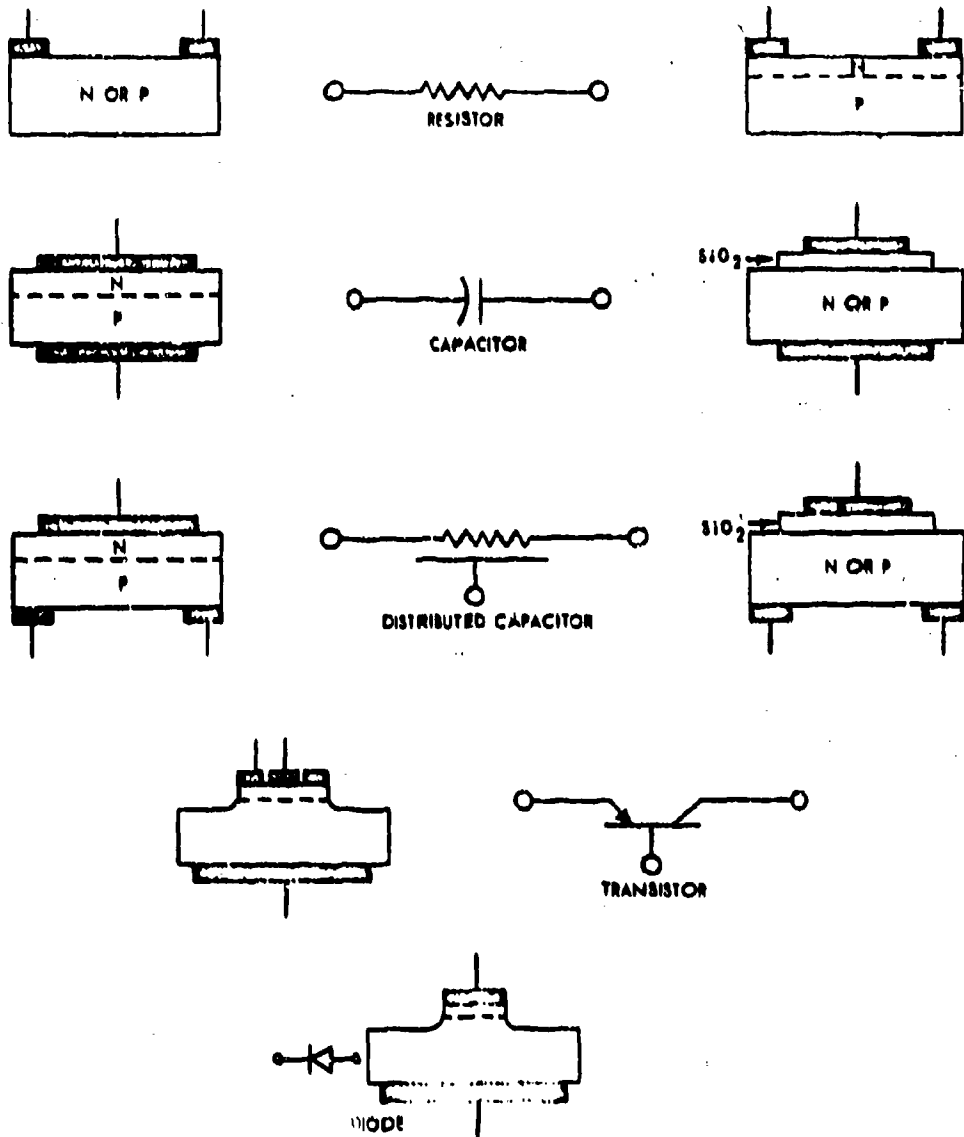 N OR P
RESISTOR
N
P
N
P
CAPACITOR
SiO2
N OR P
N
P
DISTRIBUTED CAPACITOR
SiO2
N OR P
TRANSISTOR
DIODE